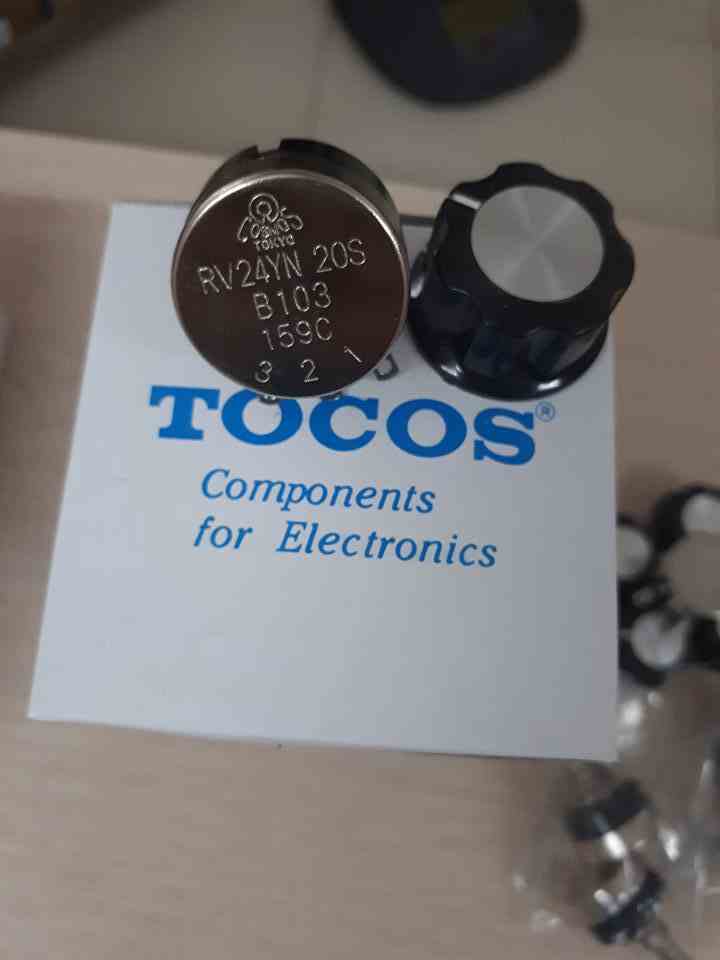 COSMOS
TOKYO
RV24YN 20S
B103
159C
3 2 1
TOCOS®
Components
for Electronics